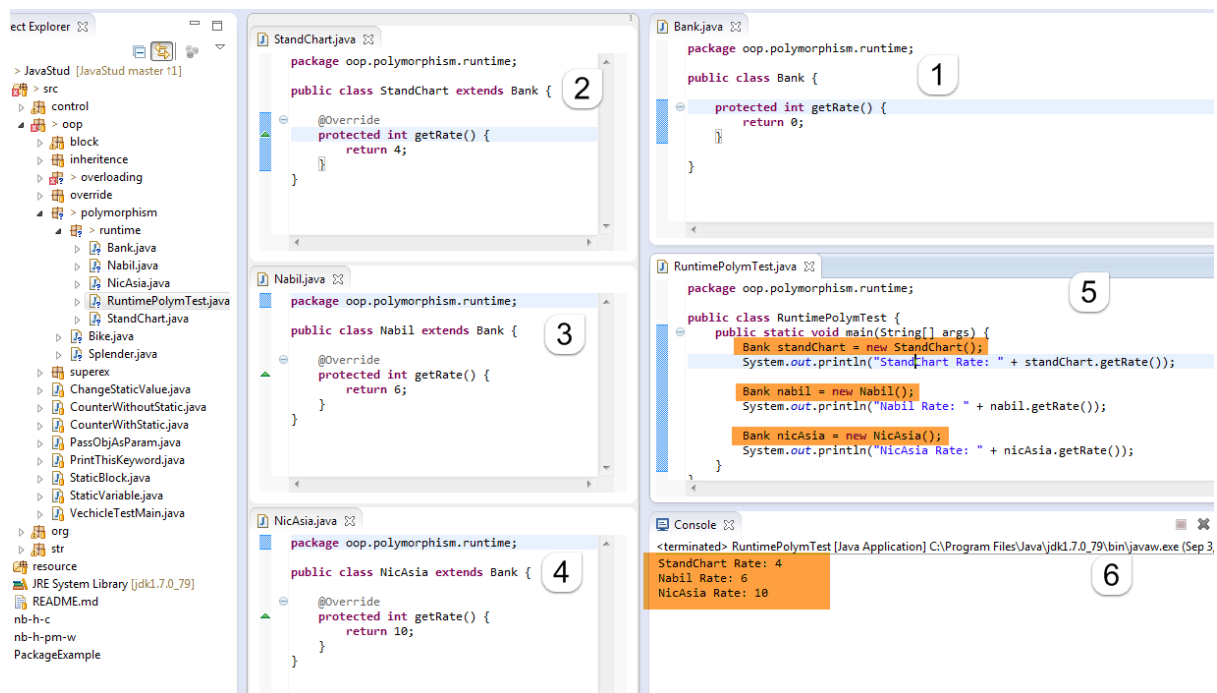 ect Explorer
> JavaStud [JavaStud master ↑1]
> src
control
> oop
block
inheritence
> overloading
override
> polymorphism
> runtime
Bank.java
Nabil.java
NicAsia.java
RuntimePolymTest.java
StandChart.java
Bike.java
Splender.java
superex
ChangeStaticValue.java
CounterWithoutStatic.java
CounterWithStatic.java
PassObjAsParam.java
PrintThisKeyword.java
StaticBlock.java
StaticVariable.java
VechicleTestMain.java
org
str
resource
JRE System Library [jdk1.7.0_79]
README.md
nb-h-c
nb-h-pm-w
PackageExample
StandChart.java
package oop.polymorphism.runtime;
2
public class StandChart extends Bank {
@Override
protected int getRate() {
return 4;
}
}
Nabil.java
package oop.polymorphism.runtime;
3
public class Nabil extends Bank {
@Override
protected int getRate() {
return 6;
}
}
NicAsia.java
package oop.polymorphism.runtime;
4
public class NicAsia extends Bank {
@Override
protected int getRate() {
return 10;
}
}
Bank.java
package oop.polymorphism.runtime;
1
public class Bank {
protected int getRate() {
return 0;
}
}
RuntimePolymTest.java
package oop.polymorphism.runtime;
5
public class RuntimePolymTest {
public static void main(String[] args) {
Bank standChart = new StandChart();
System.out.println("StandChart Rate: " + standChart.getRate());
Bank nabil = new Nabil();
System.out.println("Nabil Rate: " + nabil.getRate());
Bank nicAsia = new NicAsia();
System.out.println("NicAsia Rate: " + nicAsia.getRate());
}
}
Console
<terminated> RuntimePolymTest [Java Application] C:\Program Files\Java\jdk1.7.0_79\bin\javaw.exe (Sep 3,
StandChart Rate: 4
Nabil Rate: 6
NicAsia Rate: 10
6